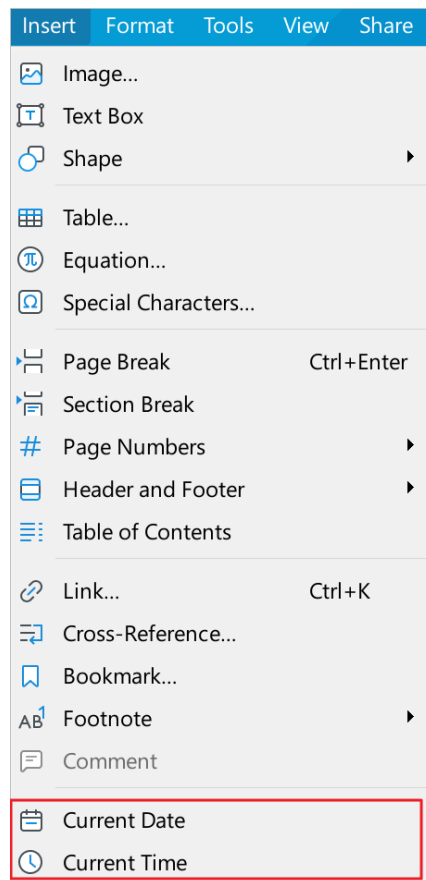 Insert Format Tools View Share
Image...
Text Box
Shape
Table...
Equation...
Special Characters...
Page Break Ctrl+Enter
Section Break
Page Numbers
Header and Footer
Table of Contents
Link... Ctrl+K
Cross-Reference...
Bookmark...
Footnote
Comment
Current Date
Current Time